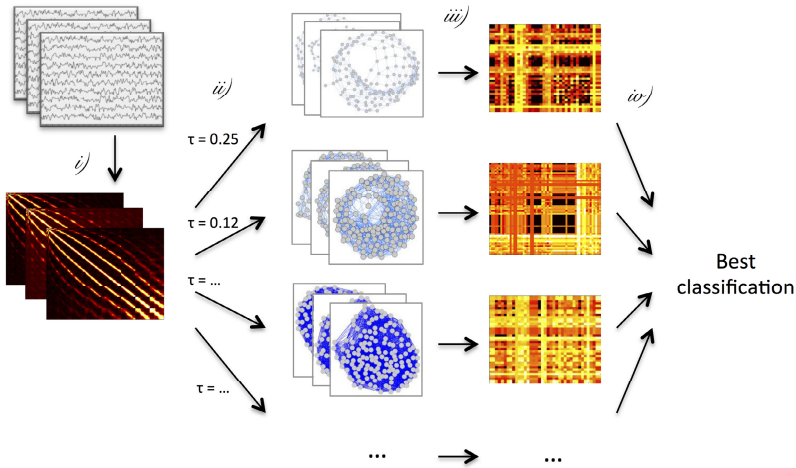 iii)
ii)
iv)
τ = 0.25
i)
τ = 0.12
Best
classification
τ = ...
τ = ...
... ...